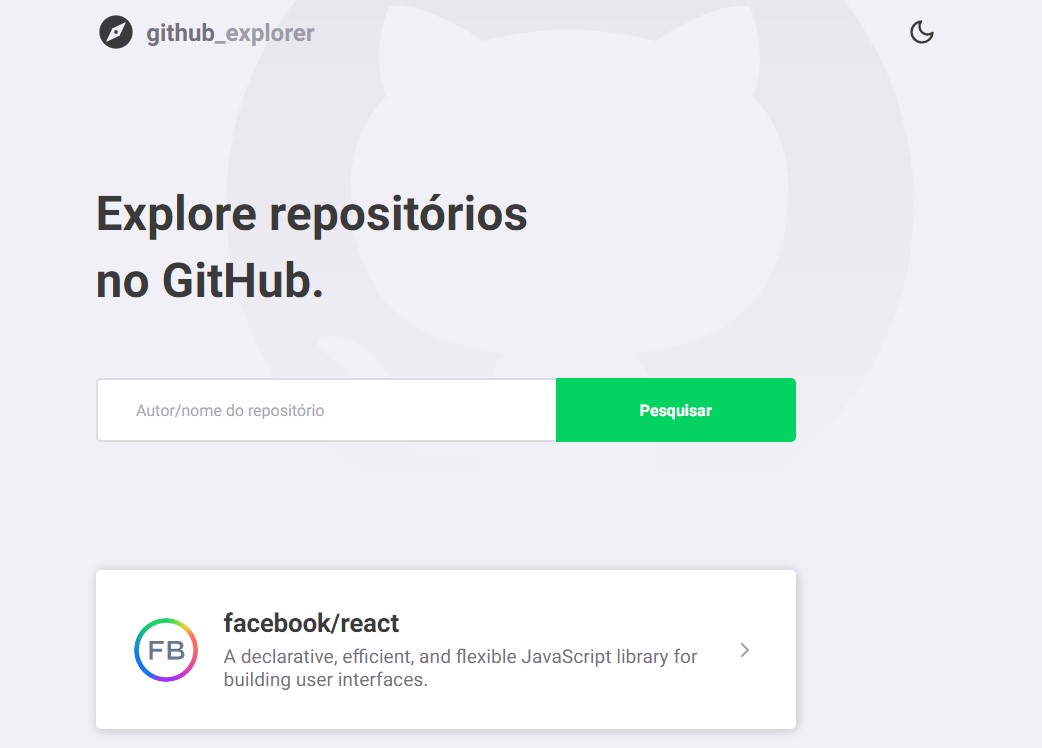 github_explorer
Explore repositórios
no GitHub.
Autor/nome do repositório
Pesquisar
facebook/react
FB
A declarative, efficient, and flexible JavaScript library for
building user interfaces.